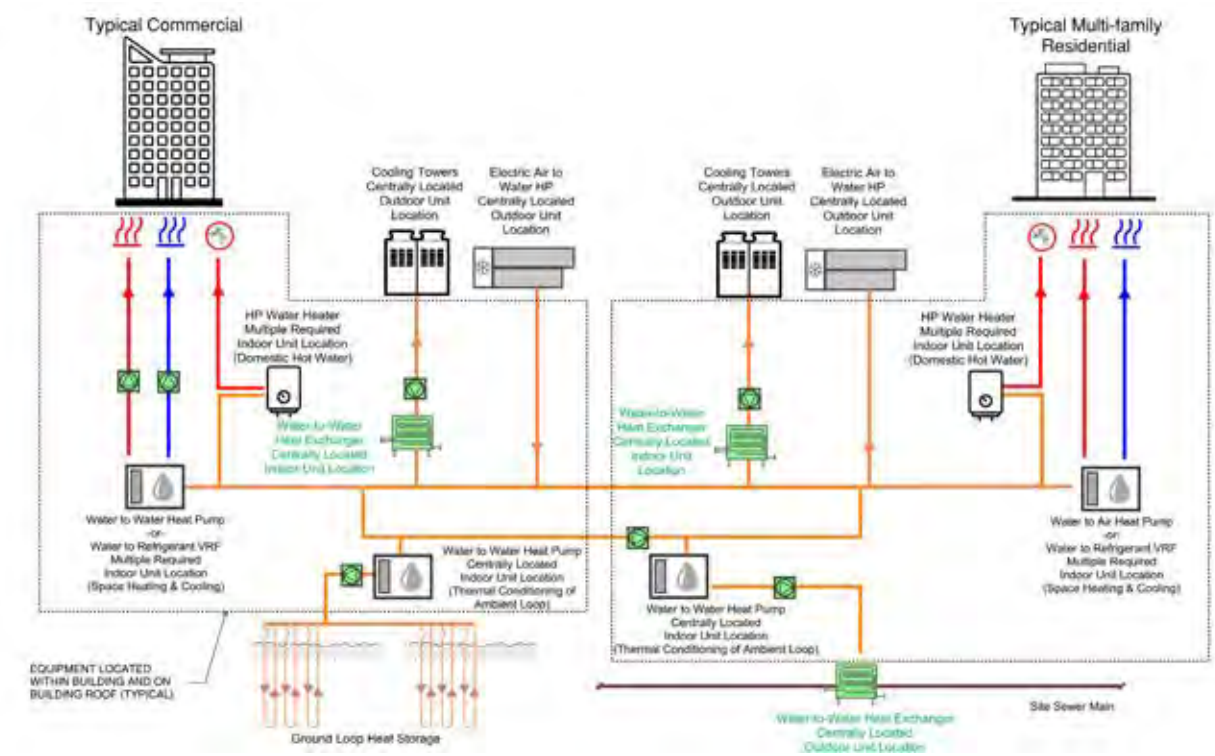 Typical Commercial
Typical Multi-family
Residential
Cooling Towers
Centrally Located
Outdoor Unit
Location
Electric Air to
Water HP
Centrally Located
Outdoor Unit
Location
Cooling Towers
Centrally Located
Outdoor Unit
Location
Electric Air to
Water HP
Centrally Located
Outdoor Unit
Location
HP Water Heater
Multiple Required
Indoor Unit Location
(Domestic Hot Water)
HP Water Heater
Multiple Required
Indoor Unit Location
(Domestic Hot Water)
Water-to-Water
Heat Exchanger
Centrally Located
Indoor Unit Location
Water-to-Water
Heat Exchanger
Centrally Located
Indoor Unit
Location
Water to Water Heat Pump
-or-
Water to Refrigerant VRF
Multiple Required
Indoor Unit Location
(Space Heating & Cooling)
Water to Water Heat Pump
Centrally Located
Indoor Unit Location
(Thermal Conditioning of
Ambient Loop)
Water to Water Heat Pump
Centrally Located
Indoor Unit Location
(Thermal Conditioning of Ambient Loop)
Water to Air Heat Pump
-or-
Water to Refrigerant VRF
Multiple Required
Indoor Unit Location
(Space Heating & Cooling)
EQUIPMENT LOCATED
WITHIN BUILDING AND ON
BUILDING ROOF (TYPICAL)
Ground Loop Heat Storage
Site Sewer Main
Water-to-Water Heat Exchanger
Centrally Located
Outdoor Unit Location